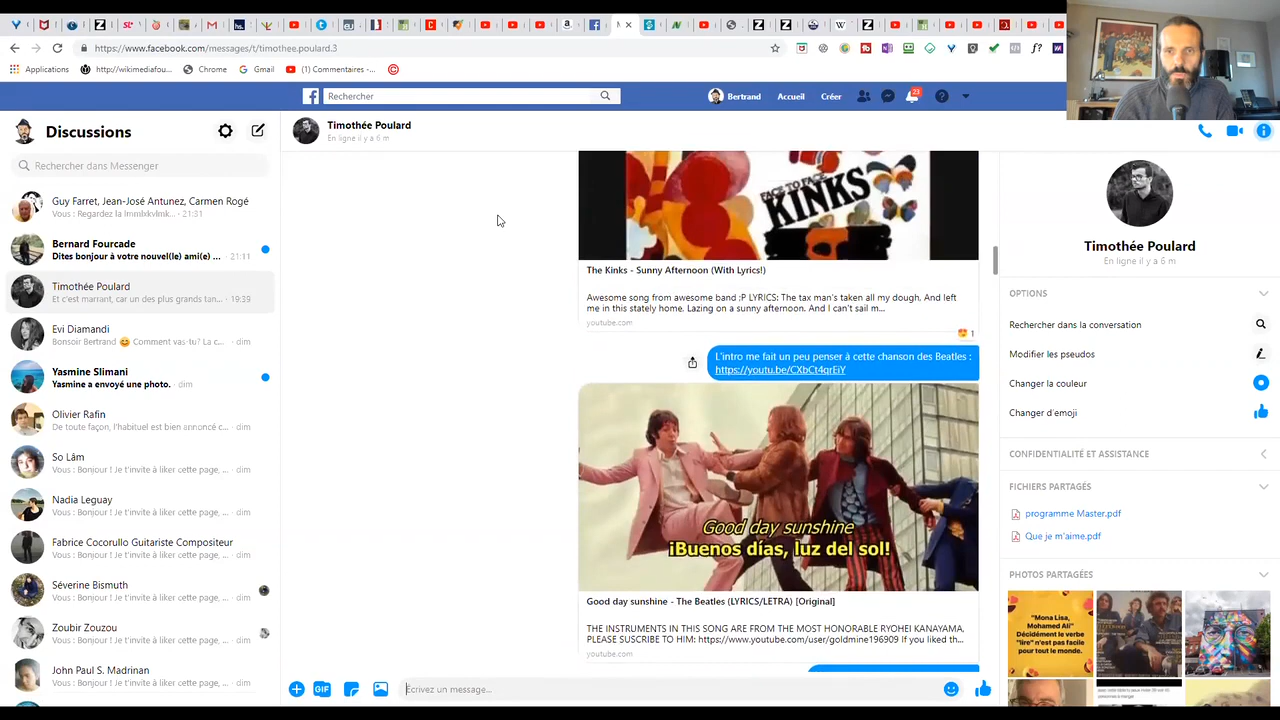 https://www.facebook.com/messages/t/timothee.poulard.3
Applications
http://wikimediafou...
Chrome
Gmail
(1) Commentaires -...
Rechercher
Bertrand
Accueil
Créer
23
Discussions
Rechercher dans Messenger
Guy Farret, Jean-José Antunez, Carmen Rogé
21:31
Bernard Fourcade
Dites bonjour à votre nouvel(le) ami(e) ... · 21:11
Timothée Poulard
Et c'est marrant, car un des plus grands fan... · 19:39
Evi Diamandi
Bonsoir Bertrand 😊 Comment vas-tu? La c... · dim
Yasmine Slimani
Yasmine a envoyé une photo. · dim
Olivier Rafin
De toute façon, l'habituel est bien annoncé c... · dim
So Lâm
Vous : Bonjour ! Je t'invite à liker cette page, ... · dim
Nadia Leguay
Vous : Bonjour ! Je t'invite à liker cette page, ... · dim
Fabrice Cocorullo Guitariste Compositeur
Vous : Bonjour ! Je t'invite à liker cette page, ... · dim
Séverine Bismuth
Vous : Bonjour ! Je t'invite à liker cette page, ... · dim
Zoubir Zouzou
Vous : Bonjour ! Je t'invite à liker cette page, ... · dim
John Paul S. Madrinan
Vous : Bonjour ! Je t'invite à liker cette page, ... · dim
Timothée Poulard
En ligne il y a 6 m
FACE TO FACE
KINKS
The Kinks - Sunny Afternoon (With Lyrics!)
Awesome song from awesome band ;P LYRICS: The tax man's taken all my dough, And left
me in this stately home, Lazing on a sunny afternoon. And I can't sail m...
youtube.com
1
L'intro me fait un peu penser à cette chanson des Beatles :
https://youtu.be/CXbCt4qrEiY
Good day sunshine
¡Buenos días, luz del sol!
Good day sunshine - The Beatles (LYRICS/LETRA) [Original]
THE INSTRUMENTS IN THIS SONG ARE FROM THE MOST HONORABLE RYOHEI KANAYAMA,
PLEASE SUSCRIBE TO HIM: https://www.youtube.com/user/goldmine196909 If you liked th...
youtube.com
GIF
Écrivez un message...
Timothée Poulard
En ligne il y a 6 m
OPTIONS
Rechercher dans la conversation
Modifier les pseudos
Changer la couleur
Changer d'emoji
CONFIDENTIALITÉ ET ASSISTANCE
FICHIERS PARTAGÉS
programme Master.pdf
Que je m'aime.pdf
PHOTOS PARTAGÉES
"Mona Lisa,
Mohamed Ali"
Décidément le verbe
"lire" n'est pas facile
pour tout le monde.